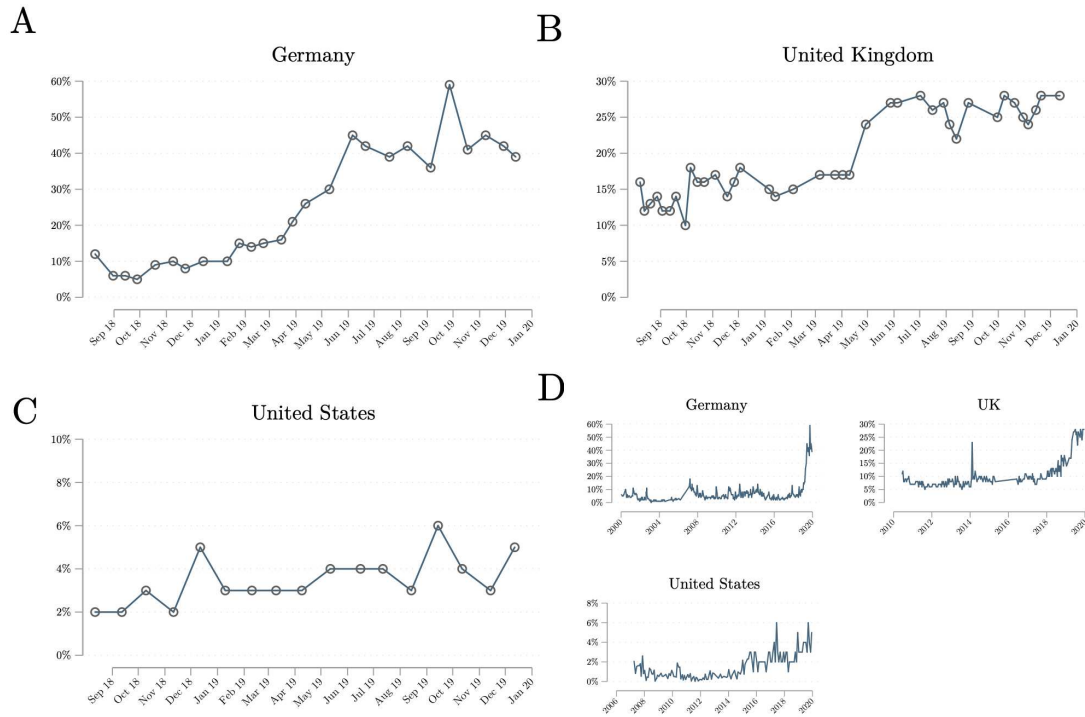 A
Germany
60%
50%
40%
30%
20%
10%
0%
Sep 18 Oct 18 Nov 18 Dec 18 Jan 19 Feb 19 Mar 19 Apr 19 May 19 Jun 19 Jul 19 Aug 19 Sep 19 Oct 19 Nov 19 Dec 19 Jan 20
B
United Kingdom
30%
25%
20%
15%
10%
5%
0%
Sep 18 Oct 18 Nov 18 Dec 18 Jan 19 Feb 19 Mar 19 Apr 19 May 19 Jun 19 Jul 19 Aug 19 Sep 19 Oct 19 Nov 19 Dec 19 Jan 20
C
United States
10%
8%
6%
4%
2%
0%
Sep 18 Oct 18 Nov 18 Dec 18 Jan 19 Feb 19 Mar 19 Apr 19 May 19 Jun 19 Jul 19 Aug 19 Sep 19 Oct 19 Nov 19 Dec 19 Jan 20
D
Germany
60%
50%
40%
30%
20%
10%
0%
2000 2004 2008 2012 2016 2020
UK
30%
25%
20%
15%
10%
5%
0%
2010 2012 2014 2016 2018 2020
United States
8%
6%
4%
2%
0%
2006 2008 2010 2012 2014 2016 2018 2020